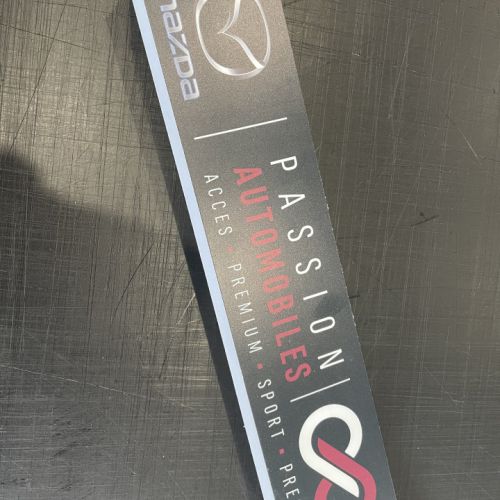 mazda
PASSION
AUTOMOBILES
ACCES • PREMIUM • SPORT • PRE